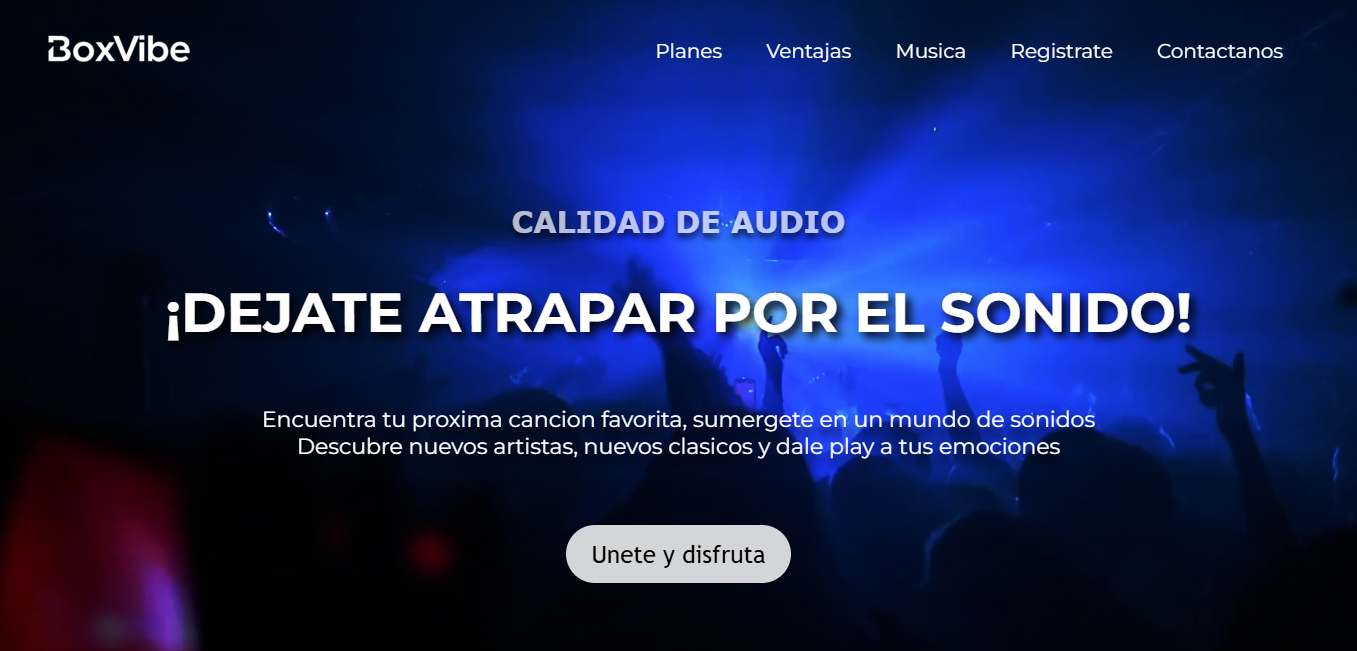 BoxVibe
Planes Ventajas Musica Registrate Contactanos
CALIDAD DE AUDIO
¡DEJATE ATRAPAR POR EL SONIDO!
Encuentra tu proxima cancion favorita, sumergete en un mundo de sonidos
Descubre nuevos artistas, nuevos clasicos y dale play a tus emociones
Unete y disfruta